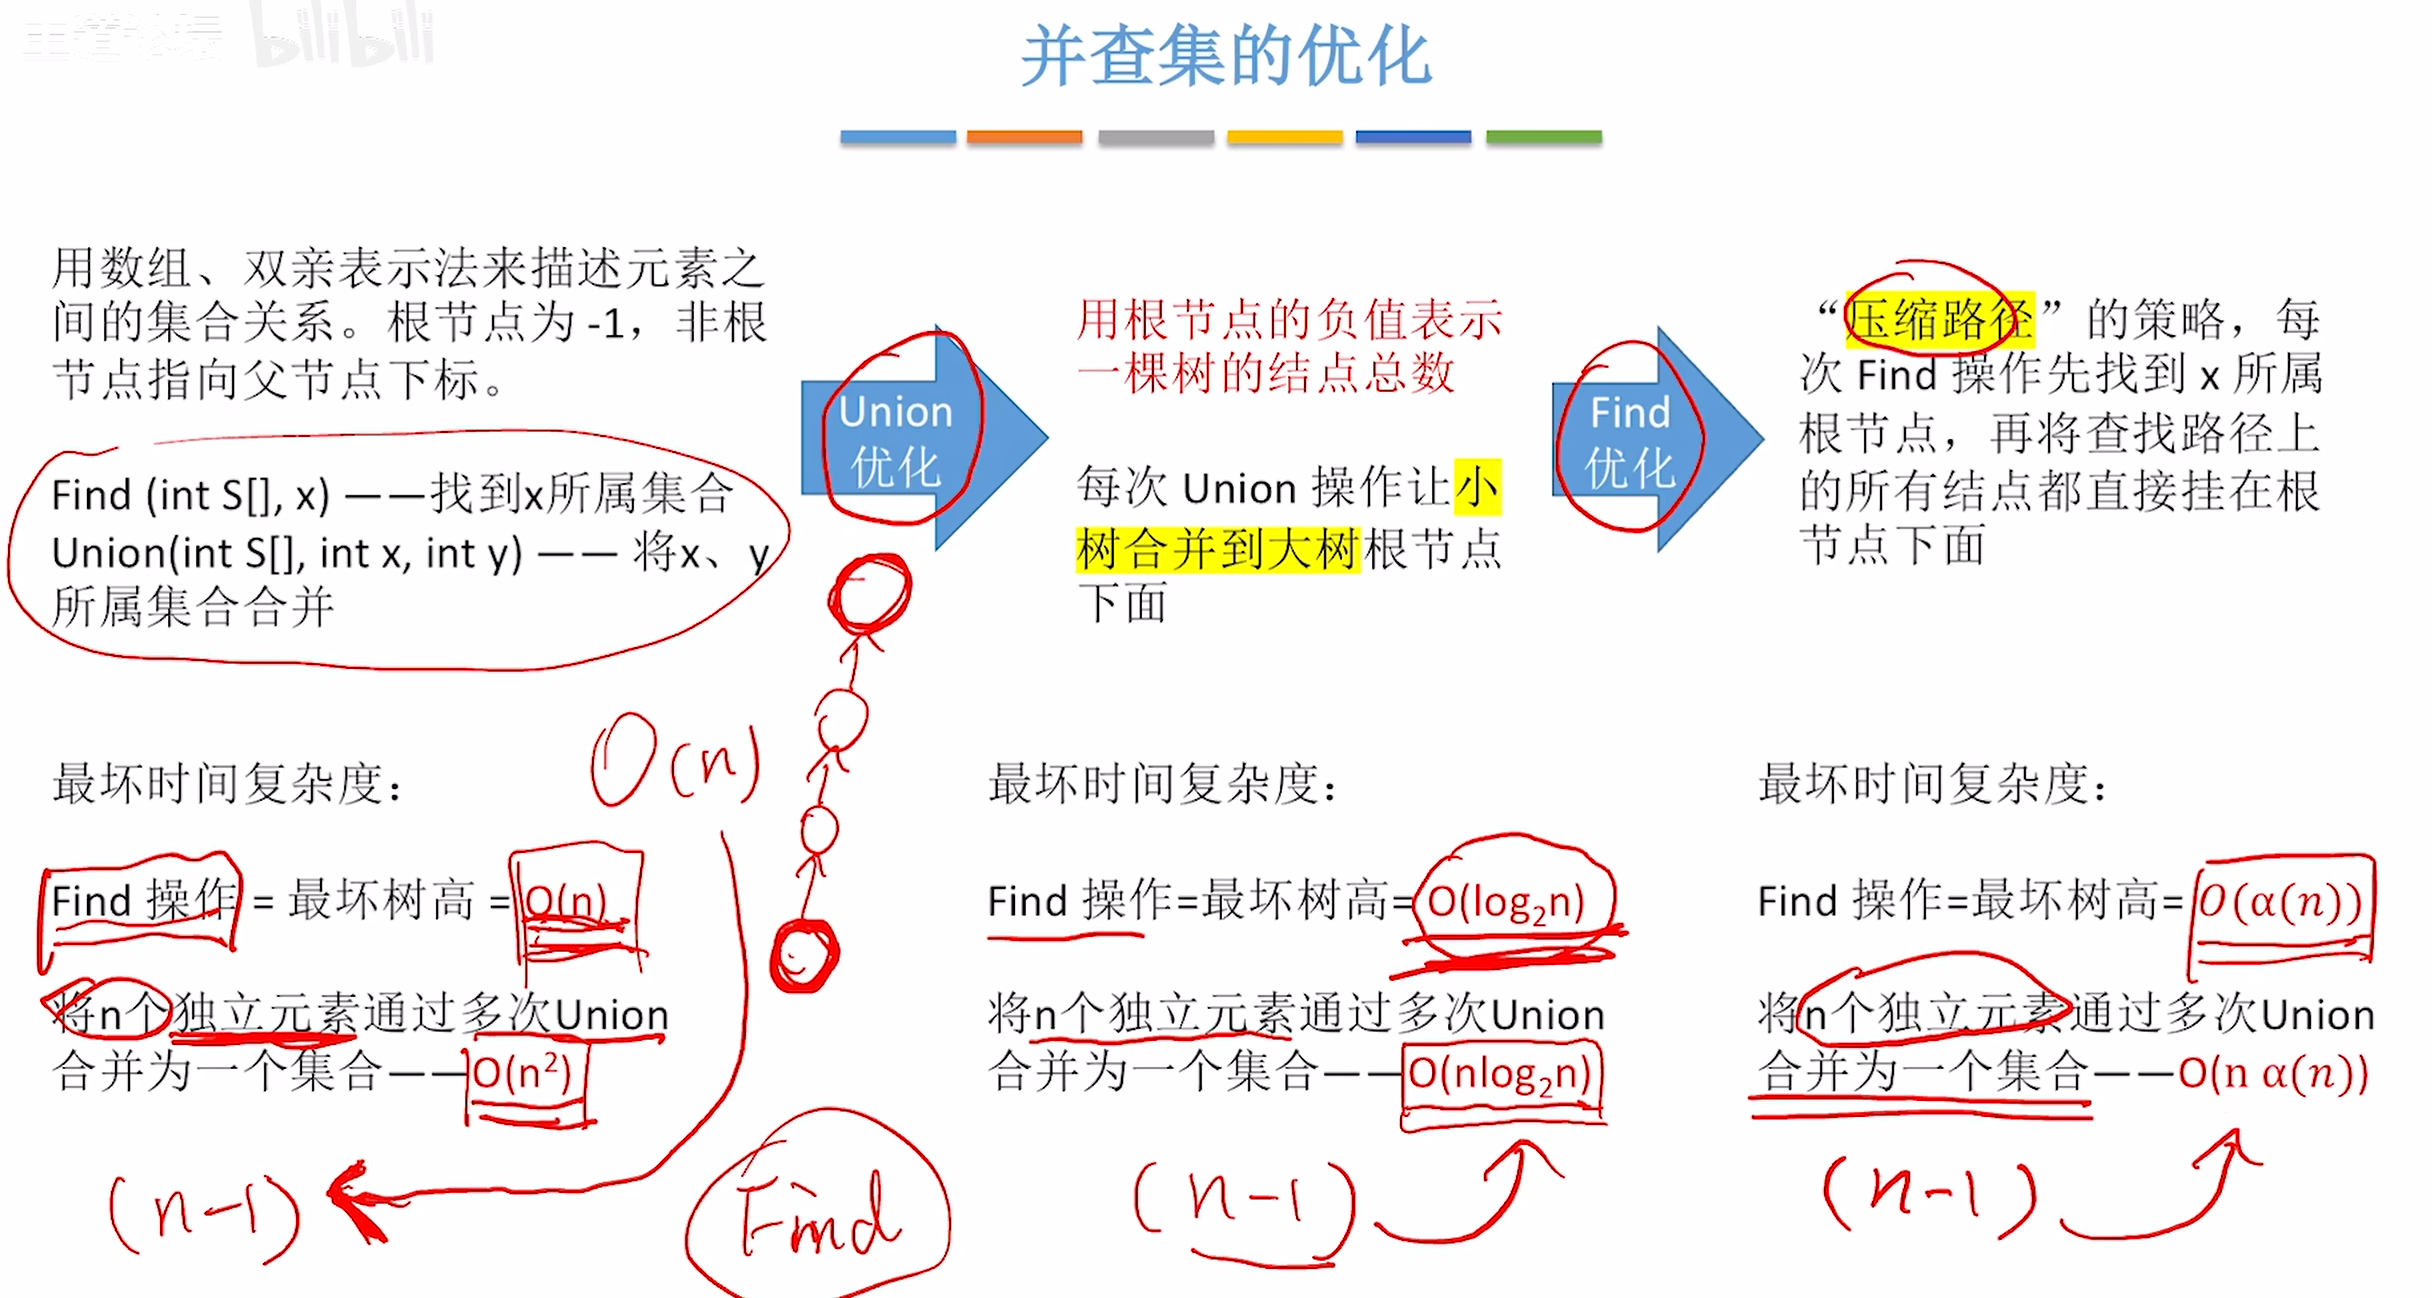 王道论坛 bilibili
并查集的优化
用数组、双亲表示法来描述元素之
间的集合关系。根节点为 -1，非根
节点指向父节点下标。
Find (int S[], x) ——找到x所属集合
Union(int S[], int x, int y) —— 将x、y
所属集合合并
Union
优化
用根节点的负值表示
一棵树的结点总数
每次 Union 操作让小
树合并到大树根节点
下面
Find
优化
“压缩路径”的策略，每
次 Find 操作先找到 x 所属
根节点，再将查找路径上
的所有结点都直接挂在根
节点下面
O(n)
最坏时间复杂度：
Find 操作 = 最坏树高 = O(n)
将n个独立元素通过多次Union
合并为一个集合——O(n²)
(n-1)
Find
最坏时间复杂度：
Find 操作=最坏树高=O(log₂n)
将n个独立元素通过多次Union
合并为一个集合——O(nlog₂n)
(n-1)
最坏时间复杂度：
Find 操作=最坏树高=O(α(n))
将n个独立元素通过多次Union
合并为一个集合——O(n α(n))
(n-1)